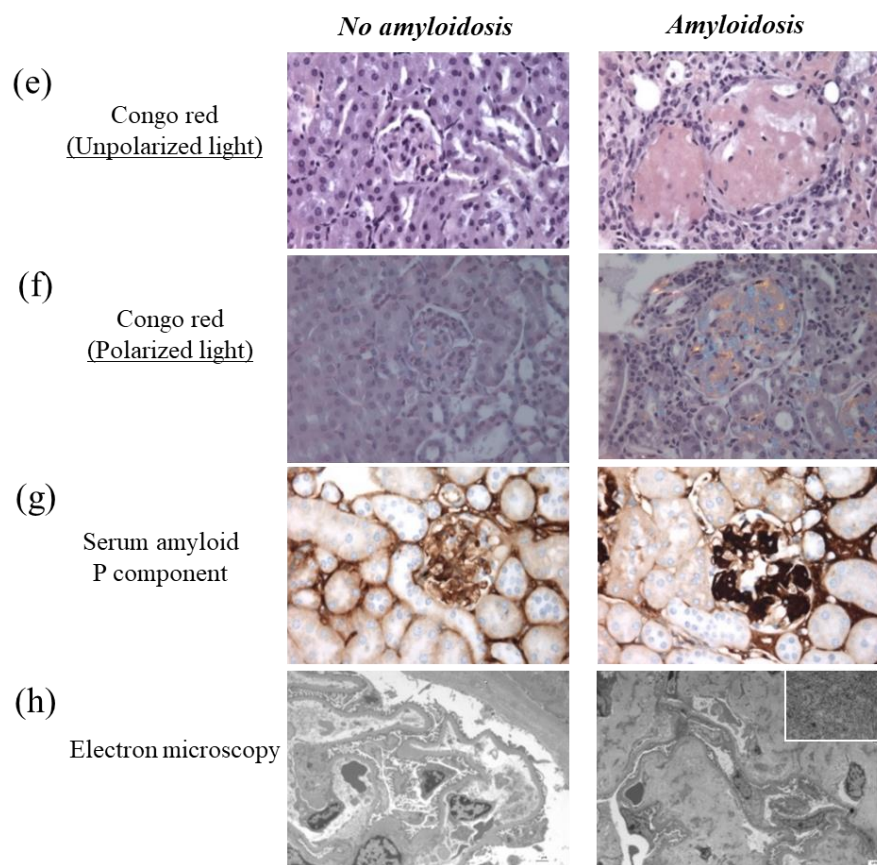 No amyloidosis
Amyloidosis
(e)
Congo red
(Unpolarized light)
(f)
Congo red
(Polarized light)
(g)
Serum amyloid
P component
(h)
Electron microscopy